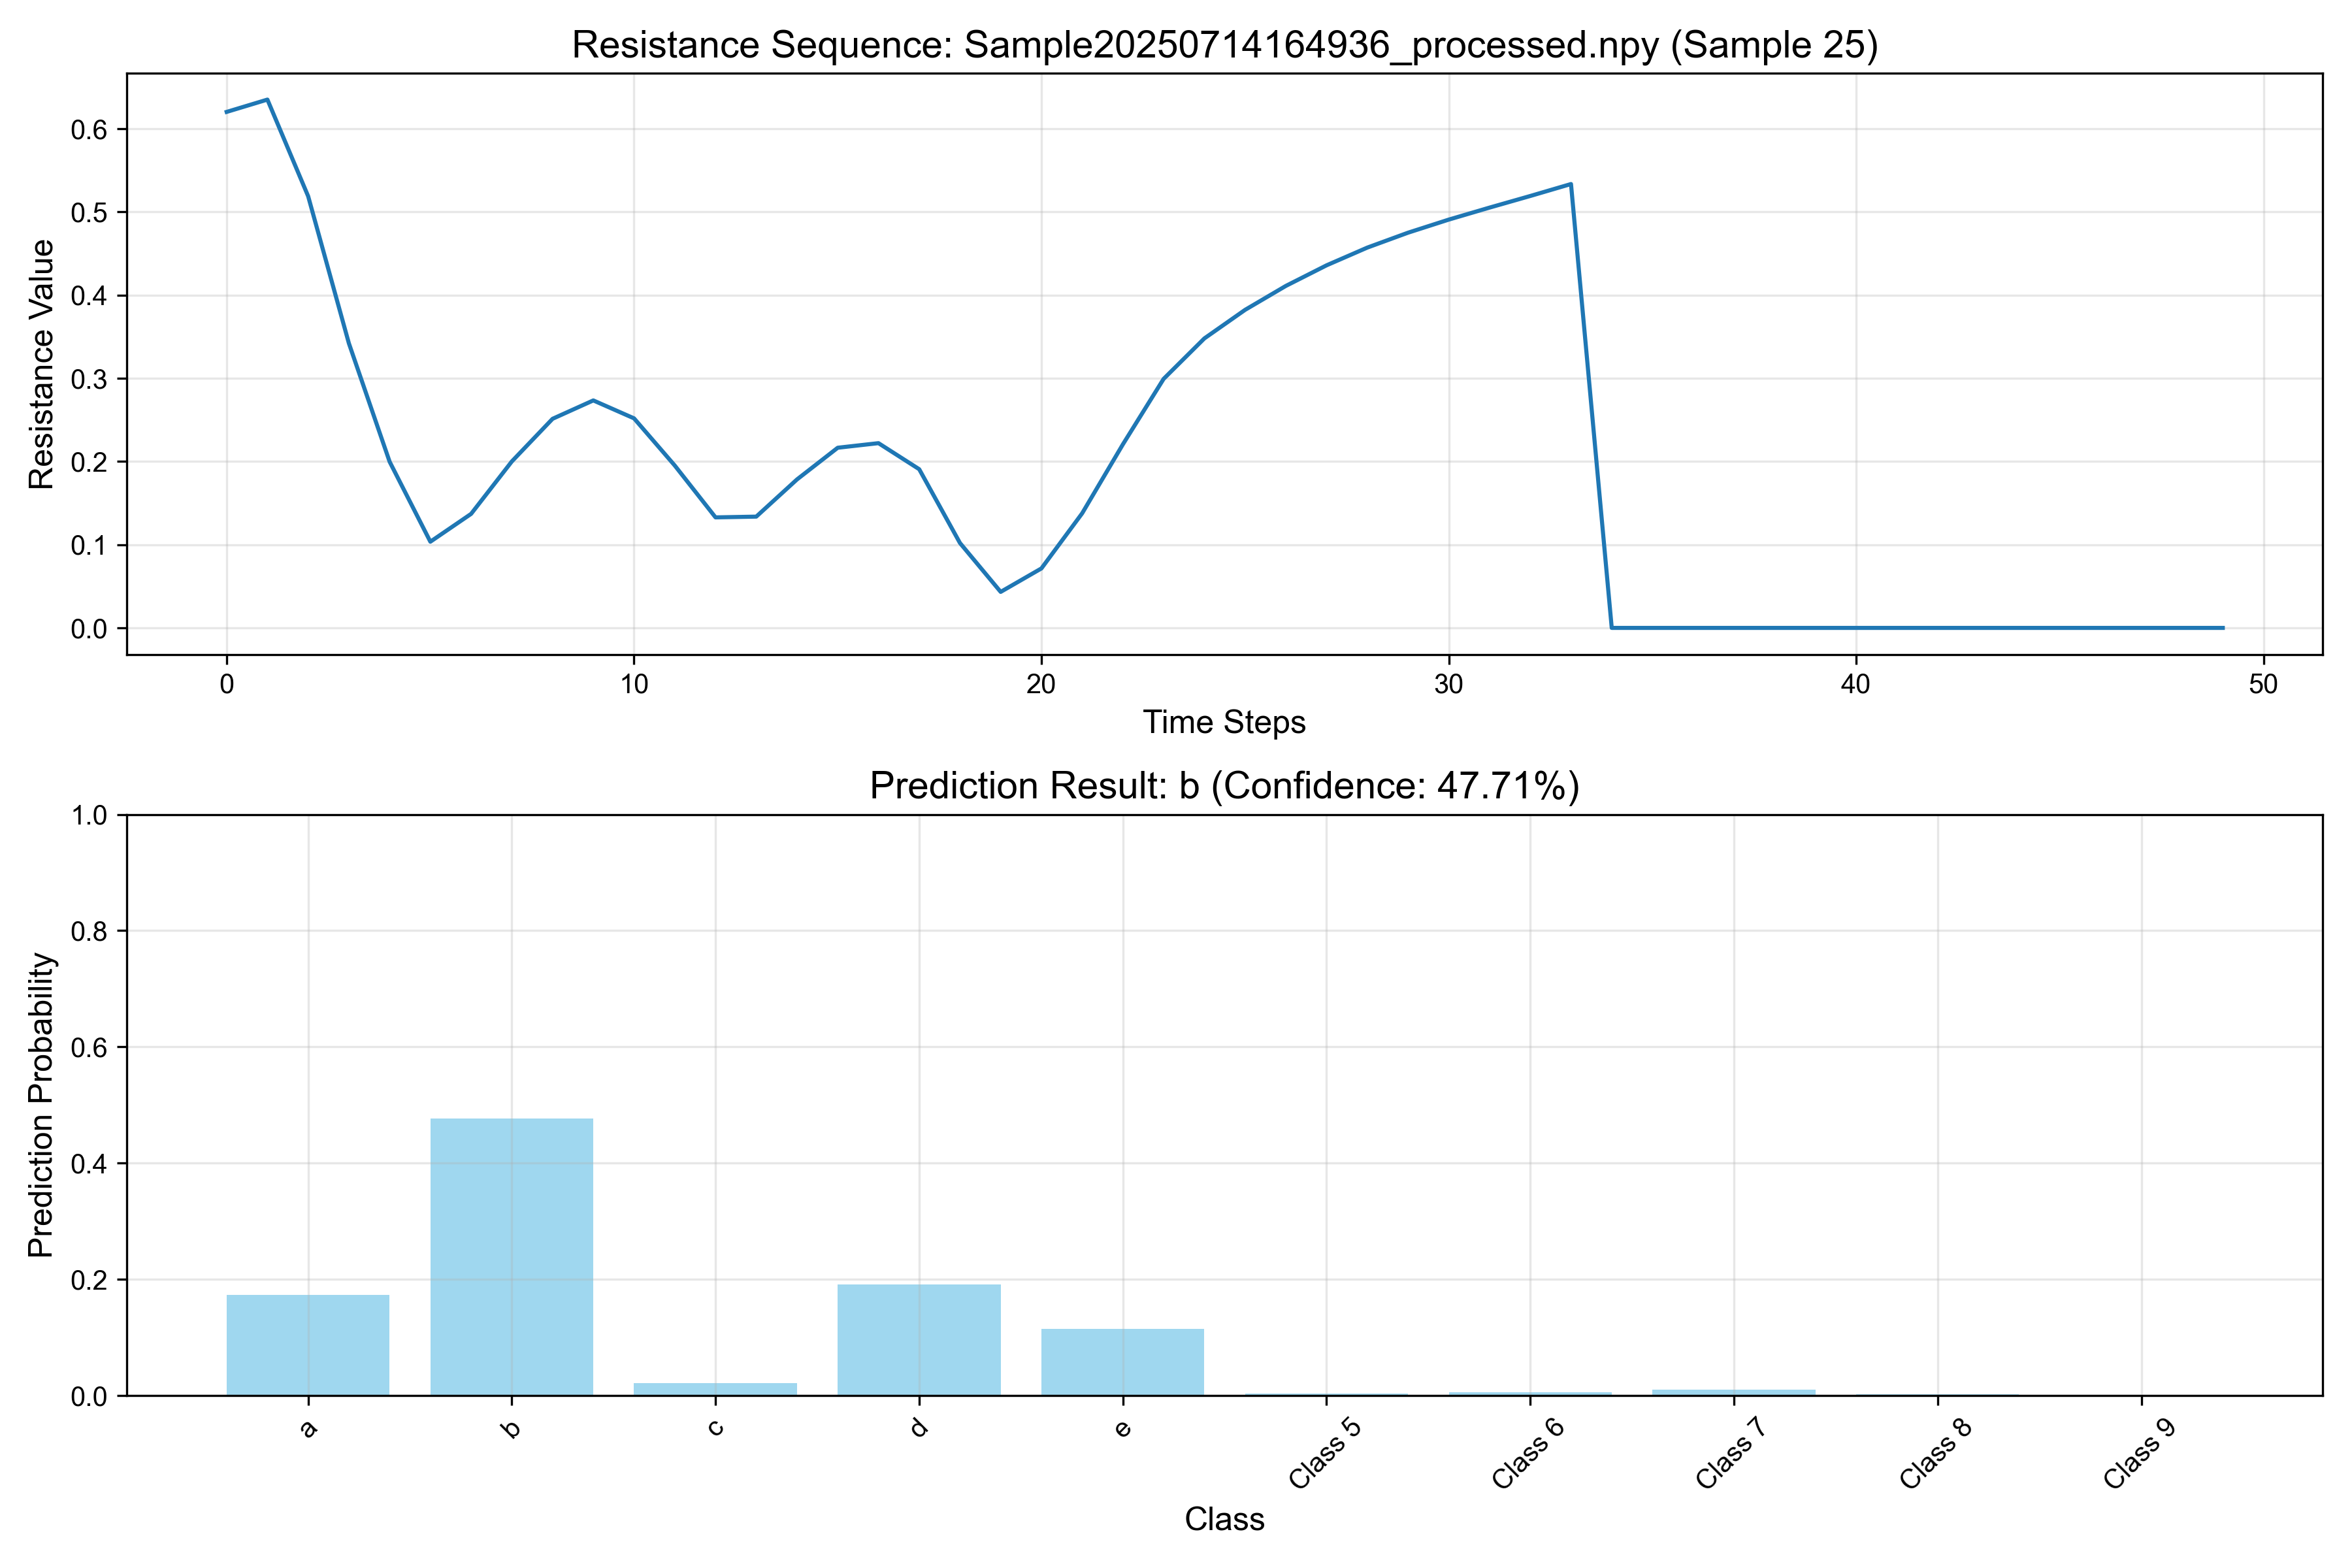 Resistance Sequence: Sample20250714164936_processed.npy (Sample 25)
Resistance Value
0.6
0.5
0.4
0.3
0.2
0.1
0.0
0 10 20 30 40 50
Time Steps
Prediction Result: b (Confidence: 47.71%)
Prediction Probability
1.0
0.8
0.6
0.4
0.2
0.0
a b c d e Class 5 Class 6 Class 7 Class 8 Class 9
Class